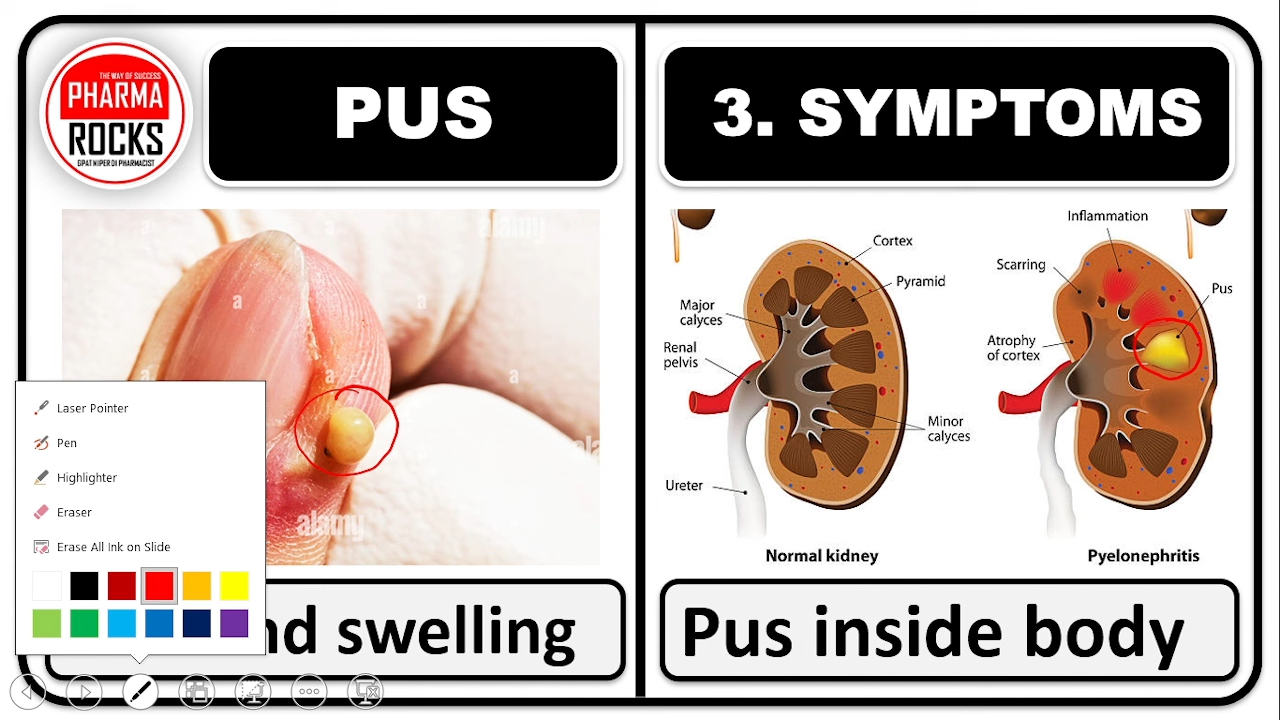 THE WAY OF SUCCESS
PHARMA
ROCKS
GPAT NIPER DI PHARMACIST
PUS
3. SYMPTOMS
alamy
a
a
a
a
a
alamy
Inflammation
Cortex
Scarring
Pyramid
Pus
Major
calyces
Renal
pelvis
Atrophy
of cortex
Minor
calyces
Ureter
Normal kidney
Pyelonephritis
Laser Pointer
Pen
Highlighter
Eraser
Erase All Ink on Slide
nd swelling
Pus inside body